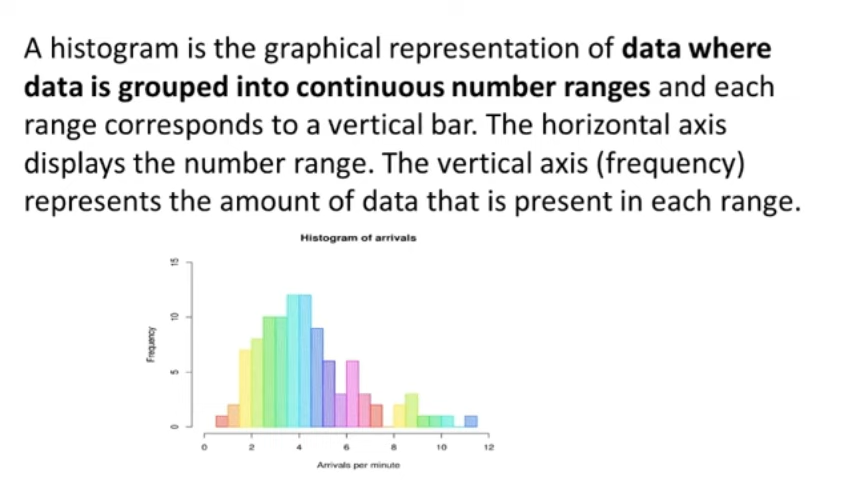 A histogram is the graphical representation of data where
data is grouped into continuous number ranges and each
range corresponds to a vertical bar. The horizontal axis
displays the number range. The vertical axis (frequency)
represents the amount of data that is present in each range.
Histogram of arrivals
15
10
5
0
Frequency
0 2 4 6 8 10 12
Arrivals per minute